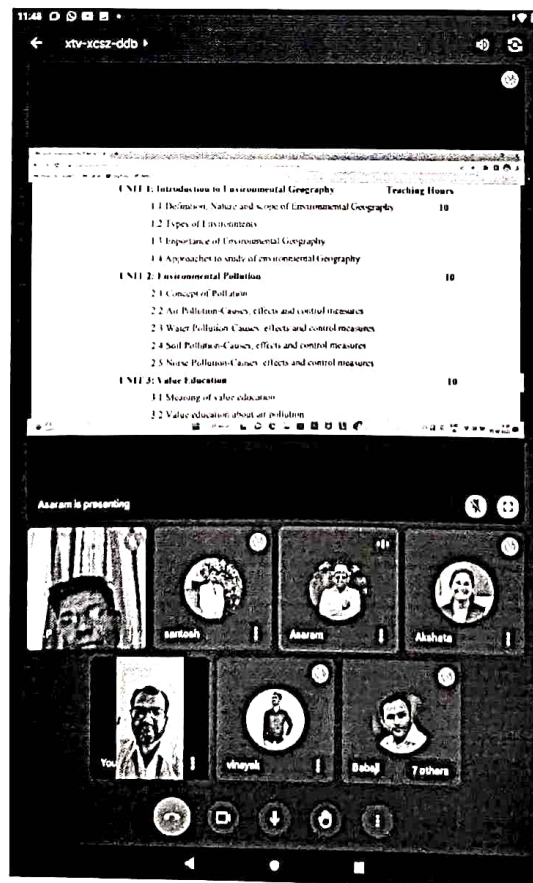 11:48
xtv-xcsz-ddb
UNIT 1: Introduction to Environmental Geography Teaching Hours
1.1 Definition, Nature and scope of Environmental Geography 10
1.2 Types of Environments
1.3 Importance of Environmental Geography
1.4 Approaches to study of environmental Geography
UNIT 2: Environmental Pollution 10
2.1 Concept of Pollution
2.2 Air Pollution-Causes, effects and control measures
2.3 Water Pollution-Causes, effects and control measures
2.4 Soil Pollution-Causes, effects and control measures
2.5 Noise Pollution-Causes, effects and control measures
UNIT 3: Value Education 10
3.1 Meaning of value education
3.2 Value education about air pollution
Asaram is presenting
P
santosh
Asaram
Akshata
You
vinayak
Babaji
7 others